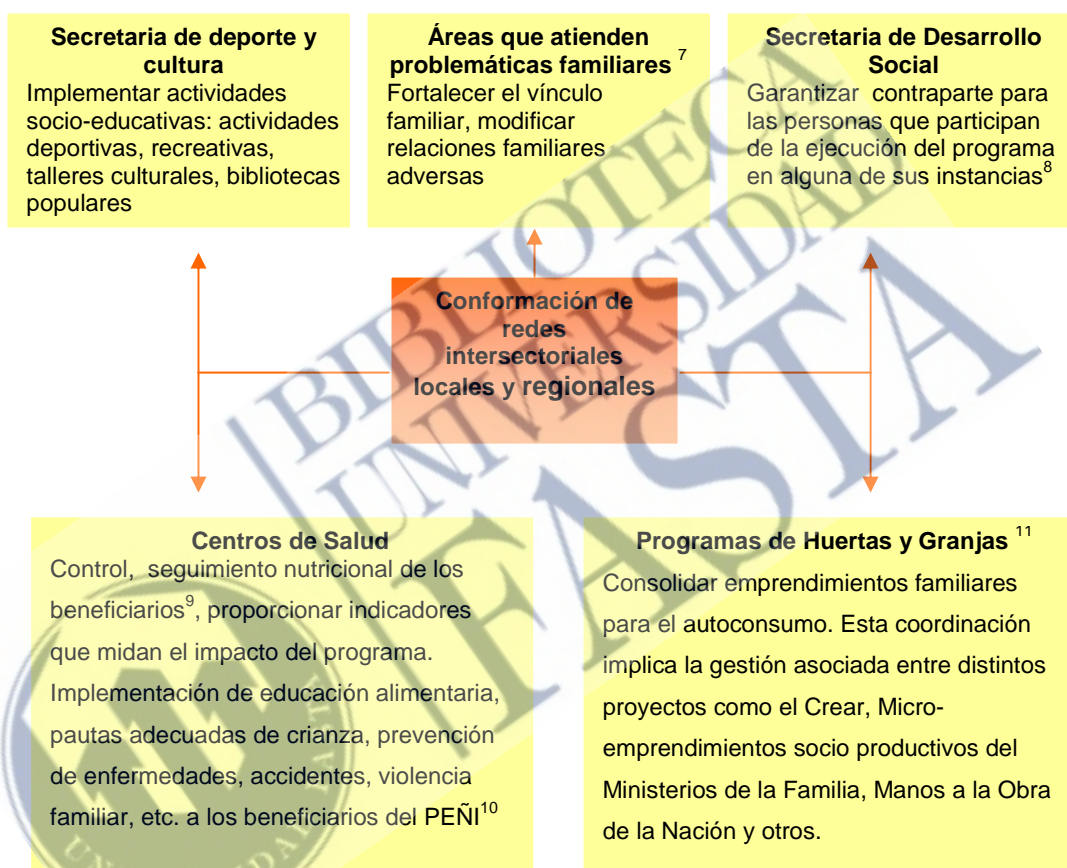 Secretaria de deporte y
cultura
Implementar actividades
socio-educativas: actividades
deportivas, recreativas,
talleres culturales, bibliotecas
populares
Áreas que atienden
problemáticas familiares 7
Fortalecer el vínculo
familiar, modificar
relaciones familiares
adversas
Secretaria de Desarrollo
Social
Garantizar contraparte para
las personas que participan
de la ejecución del programa
en alguna de sus instancias8
Conformación de
redes
intersectoriales
locales y regionales
Centros de Salud
Control, seguimiento nutricional de los
beneficiarios9, proporcionar indicadores
que midan el impacto del programa.
Implementación de educación alimentaria,
pautas adecuadas de crianza, prevención
de enfermedades, accidentes, violencia
familiar, etc. a los beneficiarios del PEÑI10
Programas de Huertas y Granjas 11
Consolidar emprendimientos familiares
para el autoconsumo. Esta coordinación
implica la gestión asociada entre distintos
proyectos como el Crear, Micro-
emprendimientos socio productivos del
Ministerios de la Familia, Manos a la Obra
de la Nación y otros.
BIBLIOTECA
UNIVERSIDAD
FASTA